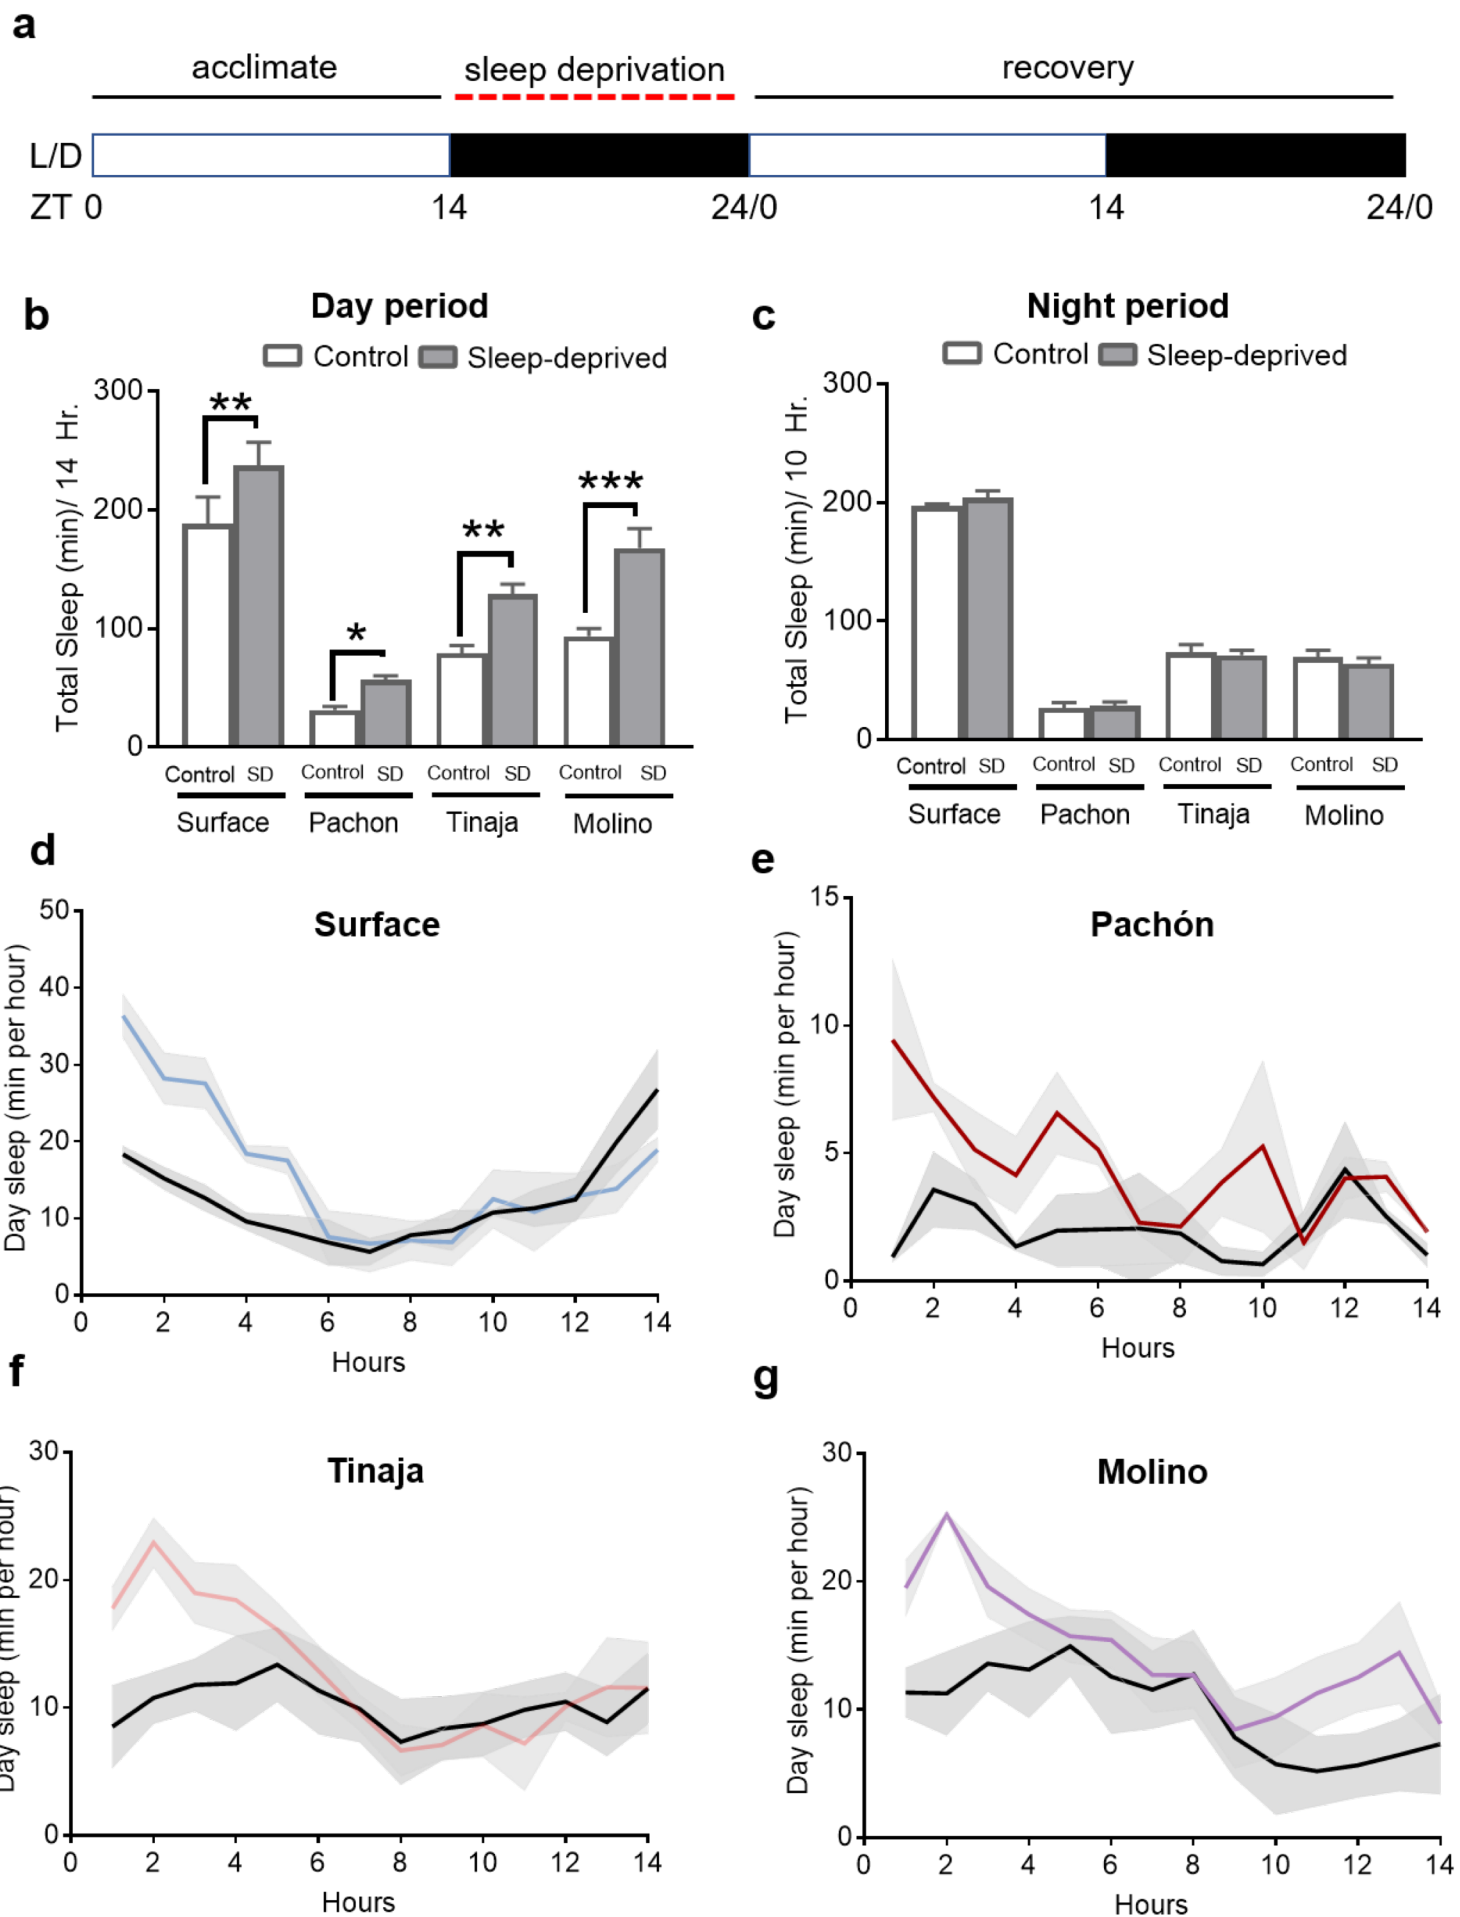 a
acclimate sleep deprivation recovery
L/D
ZT 0 14 24/0 14 24/0
b Day period
Control Sleep-deprived
Total Sleep (min)/ 14 Hr.
300
200
100
0
** * ** ***
Control SD Control SD Control SD Control SD
Surface Pachon Tinaja Molino
c Night period
Control Sleep-deprived
Total Sleep (min)/ 10 Hr.
300
200
100
0
Control SD Control SD Control SD Control SD
Surface Pachon Tinaja Molino
d
Surface
Day sleep (min per hour)
50
40
30
20
10
0
0 2 4 6 8 10 12 14
Hours
e
Pachón
Day sleep (min per hour)
15
10
5
0
0 2 4 6 8 10 12 14
Hours
f
Tinaja
Day sleep (min per hour)
30
20
10
0
0 2 4 6 8 10 12 14
Hours
g
Molino
Day sleep (min per hour)
30
20
10
0
0 2 4 6 8 10 12 14
Hours